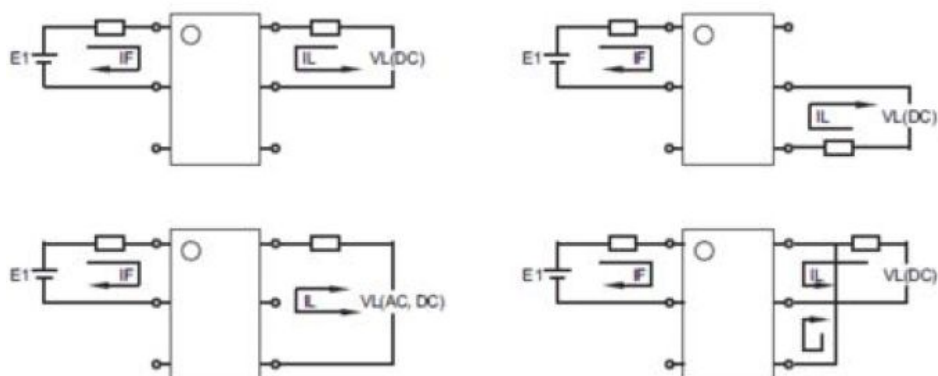 E1 IF IL VL(DC)
E1 IF IL VL(DC)
E1 IF IL VL(AC, DC)
E1 IF IL VL(DC)